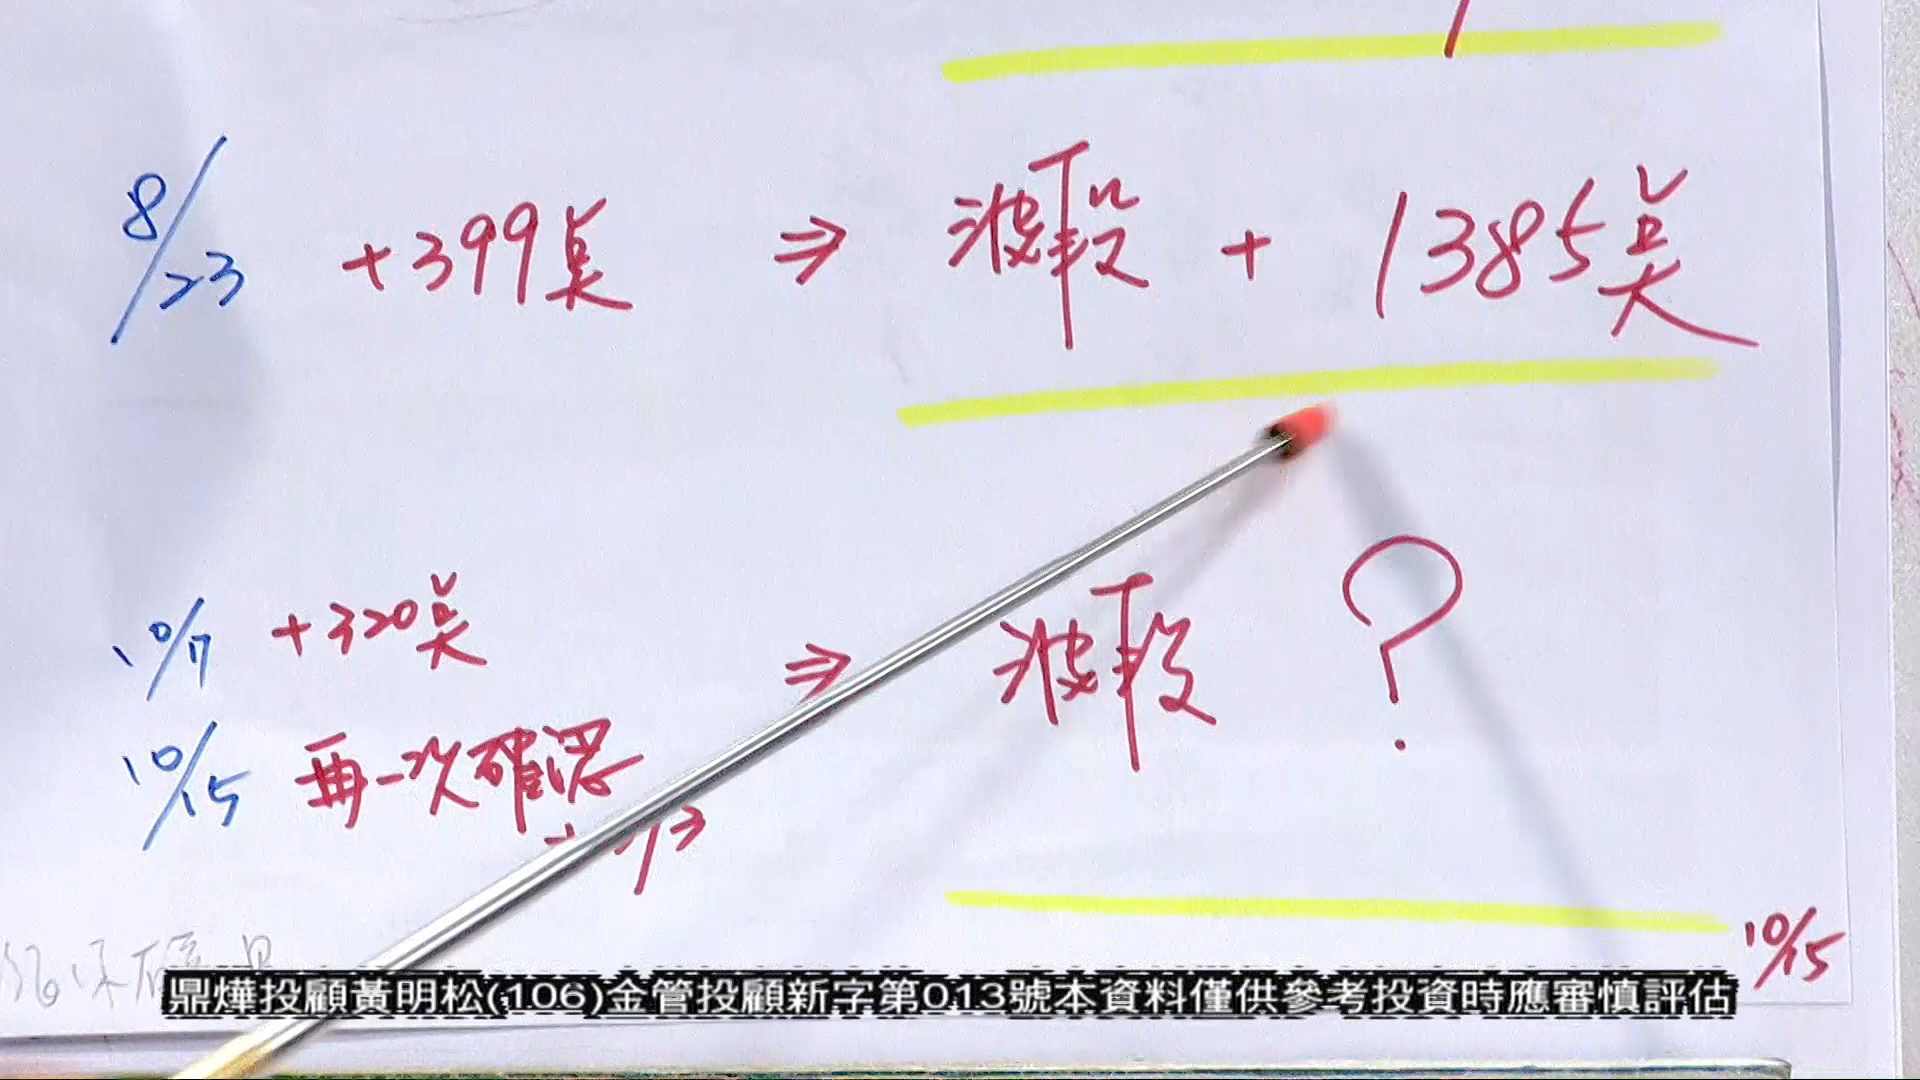 8/23 +399點 ⇒ 波段 + 1385點
10/7 +320點 ⇒ 波段 ?
10/15 再一次確認
10/15
鼎燁投顧黃明松(106)金管投顧新字第013號本資料僅供參考投資時應審慎評估